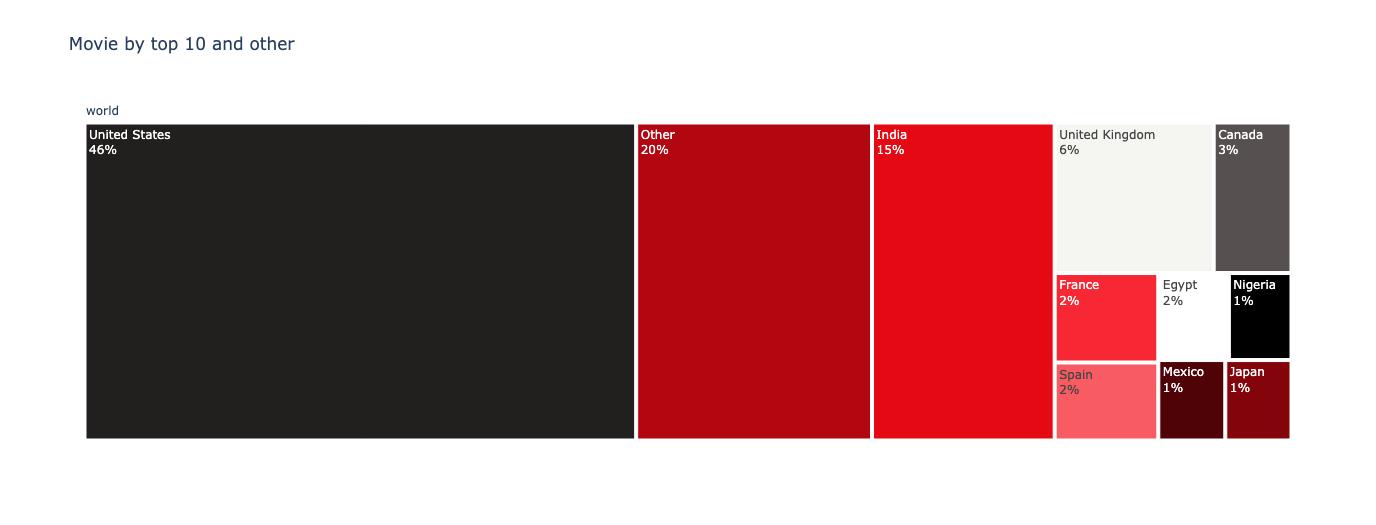 Movie by top 10 and other
world
United States
46%
Other
20%
India
15%
United Kingdom
6%
Canada
3%
France
2%
Egypt
2%
Nigeria
1%
Spain
2%
Mexico
1%
Japan
1%